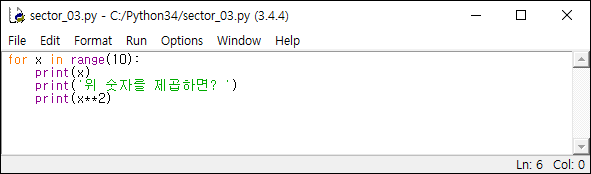 sector_03.py - C:/Python34/sector_03.py (3.4.4)
File Edit Format Run Options Window Help
for x in range(10):
    print(x)
    print('위 숫자를 제곱하면? ')
    print(x**2)
Ln: 6 Col: 0